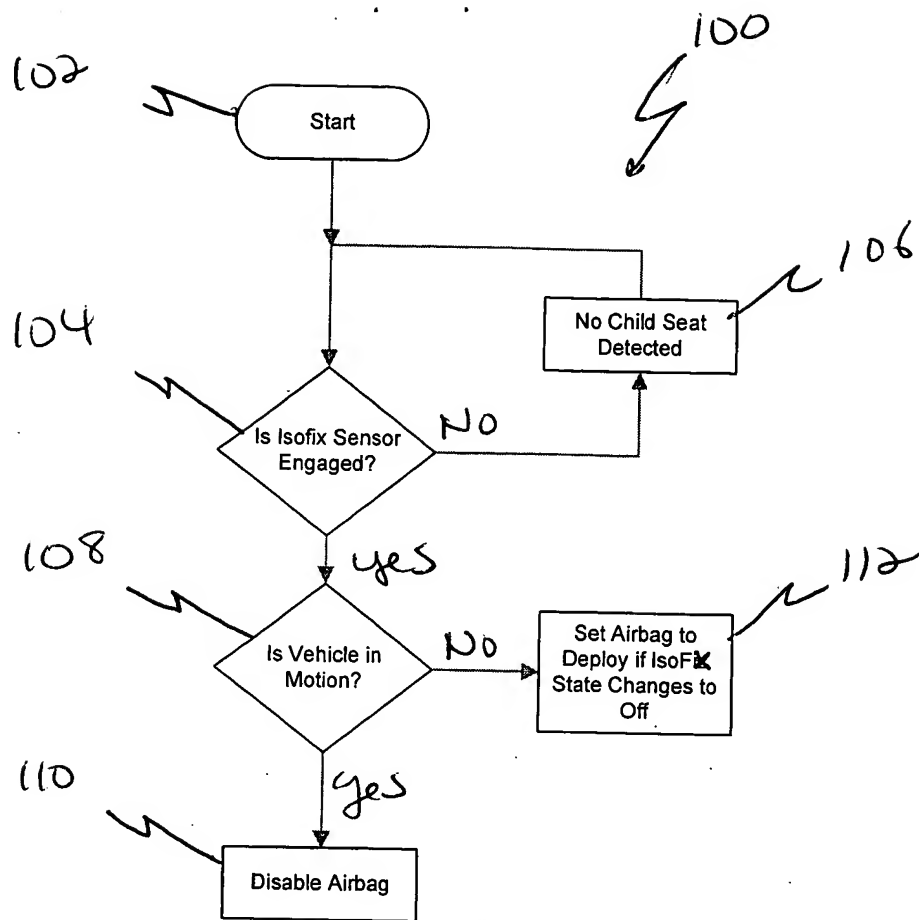 100
102
Start
106
No Child Seat
Detected
104
Is Isofix Sensor
Engaged?
NO
yes
108
112
Is Vehicle in
Motion?
NO
Set Airbag to
Deploy if IsoFix
State Changes to
Off
yes
110
Disable Airbag